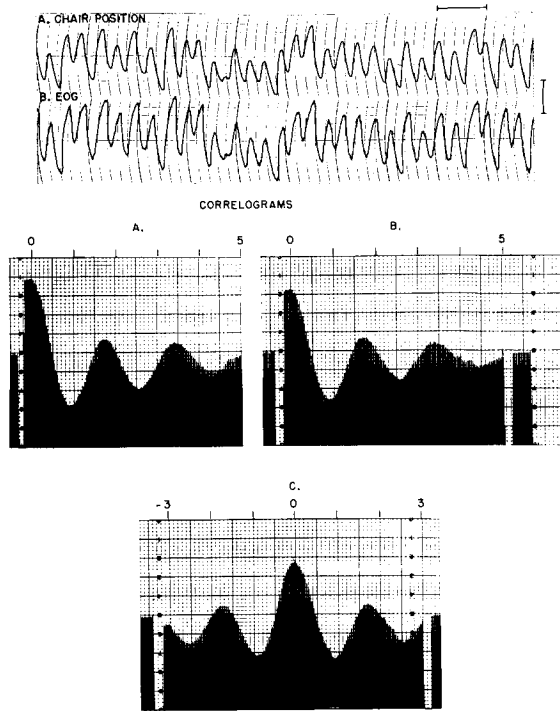 A. CHAIR POSITION
B. EOG
CORRELOGRAMS
A.
0 5
B.
0 5
C.
-3 0 3